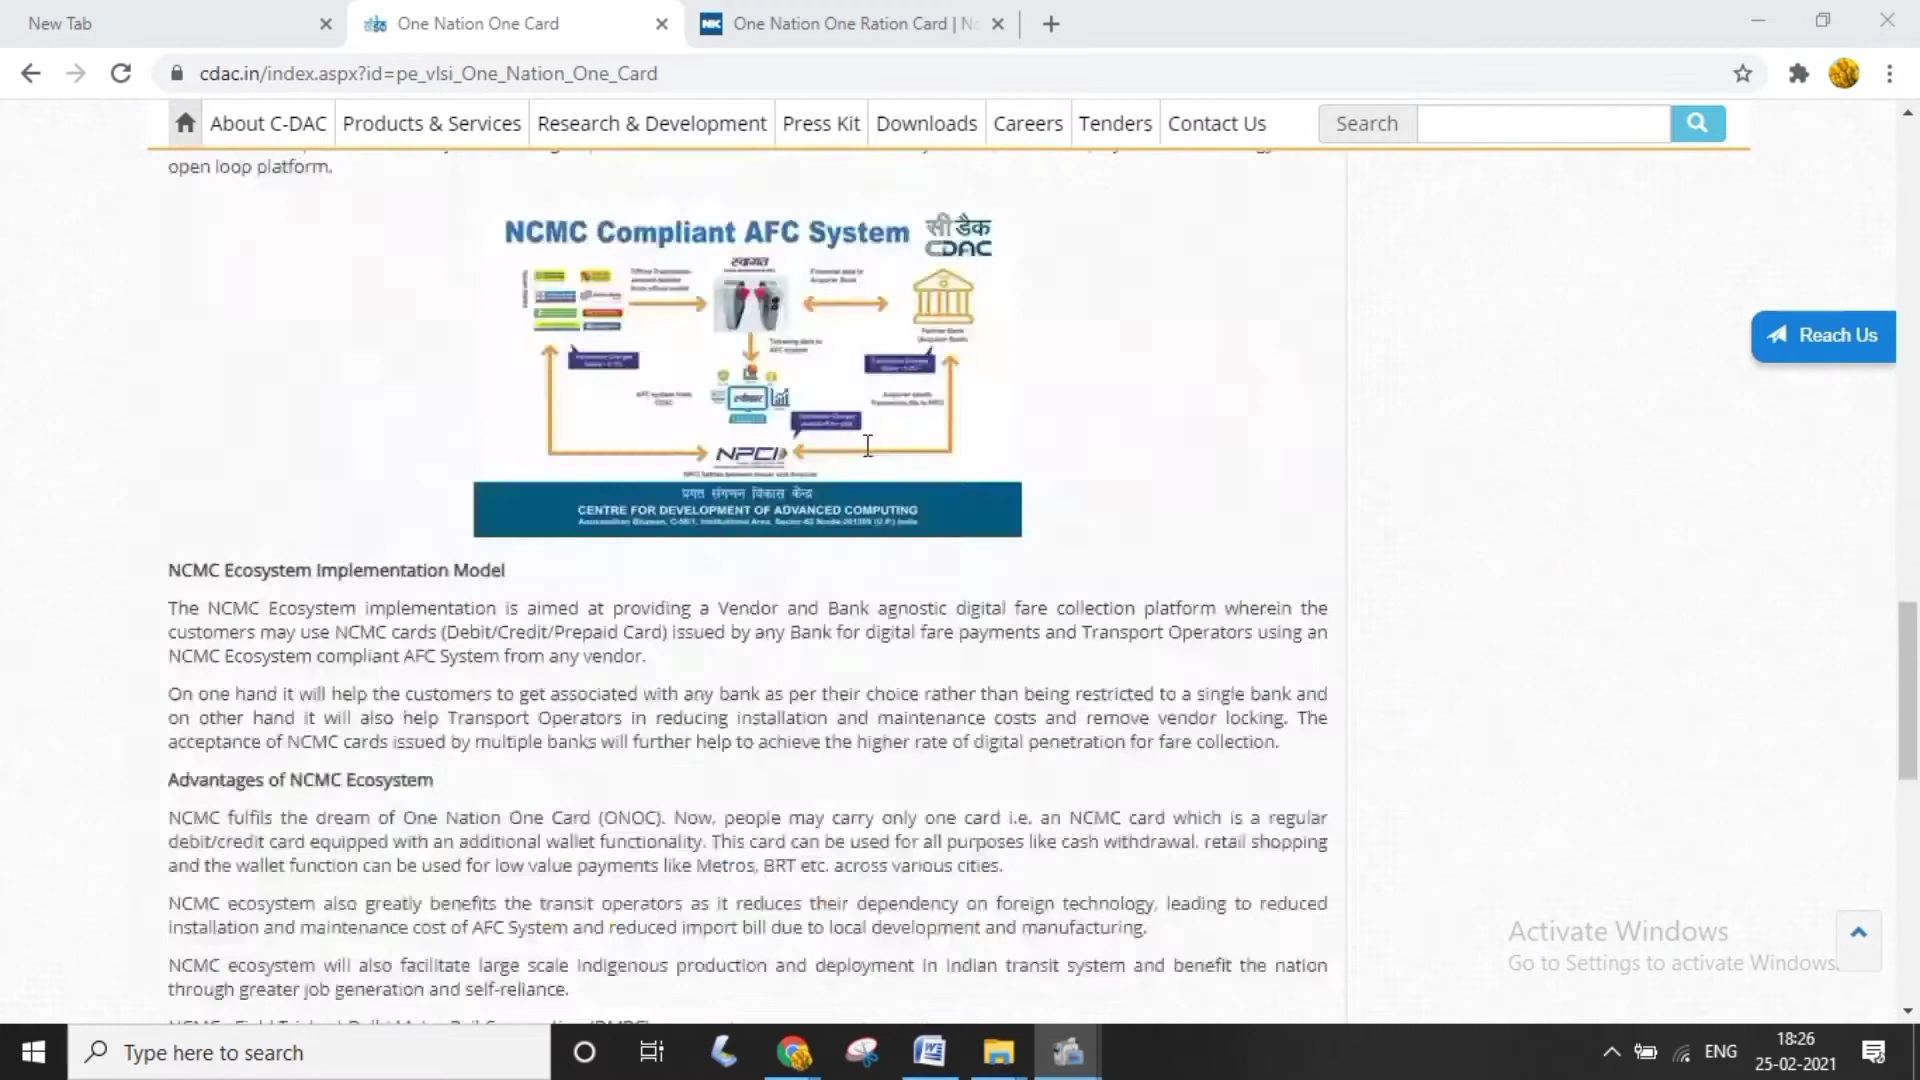 New Tab
One Nation One Card
NK One Nation One Ration Card | Na
cdac.in/index.aspx?id=pe_vlsi_One_Nation_One_Card
About C-DAC
Products & Services
Research & Development
Press Kit
Downloads
Careers
Tenders
Contact Us
Search
open loop platform.
NCMC Compliant AFC System
सी डैक
CDAC
स्वागत
NPCI
प्रगत संगणन विकास केन्द्र
CENTRE FOR DEVELOPMENT OF ADVANCED COMPUTING
Reach Us
NCMC Ecosystem Implementation Model
The NCMC Ecosystem implementation is aimed at providing a Vendor and Bank agnostic digital fare collection platform wherein the
customers may use NCMC cards (Debit/Credit/Prepaid Card) issued by any Bank for digital fare payments and Transport Operators using an
NCMC Ecosystem compliant AFC System from any vendor.
On one hand it will help the customers to get associated with any bank as per their choice rather than being restricted to a single bank and
on other hand it will also help Transport Operators in reducing installation and maintenance costs and remove vendor locking. The
acceptance of NCMC cards issued by multiple banks will further help to achieve the higher rate of digital penetration for fare collection.
Advantages of NCMC Ecosystem
NCMC fulfils the dream of One Nation One Card (ONOC). Now, people may carry only one card i.e. an NCMC card which is a regular
debit/credit card equipped with an additional wallet functionality. This card can be used for all purposes like cash withdrawal. retail shopping
and the wallet function can be used for low value payments like Metros, BRT etc. across various cities.
NCMC ecosystem also greatly benefits the transit operators as it reduces their dependency on foreign technology, leading to reduced
installation and maintenance cost of AFC System and reduced import bill due to local development and manufacturing.
NCMC ecosystem will also facilitate large scale indigenous production and deployment in Indian transit system and benefit the nation
through greater job generation and self-reliance.
Activate Windows
Go to Settings to activate Windows.
Type here to search
ENG
18:26
25-02-2021